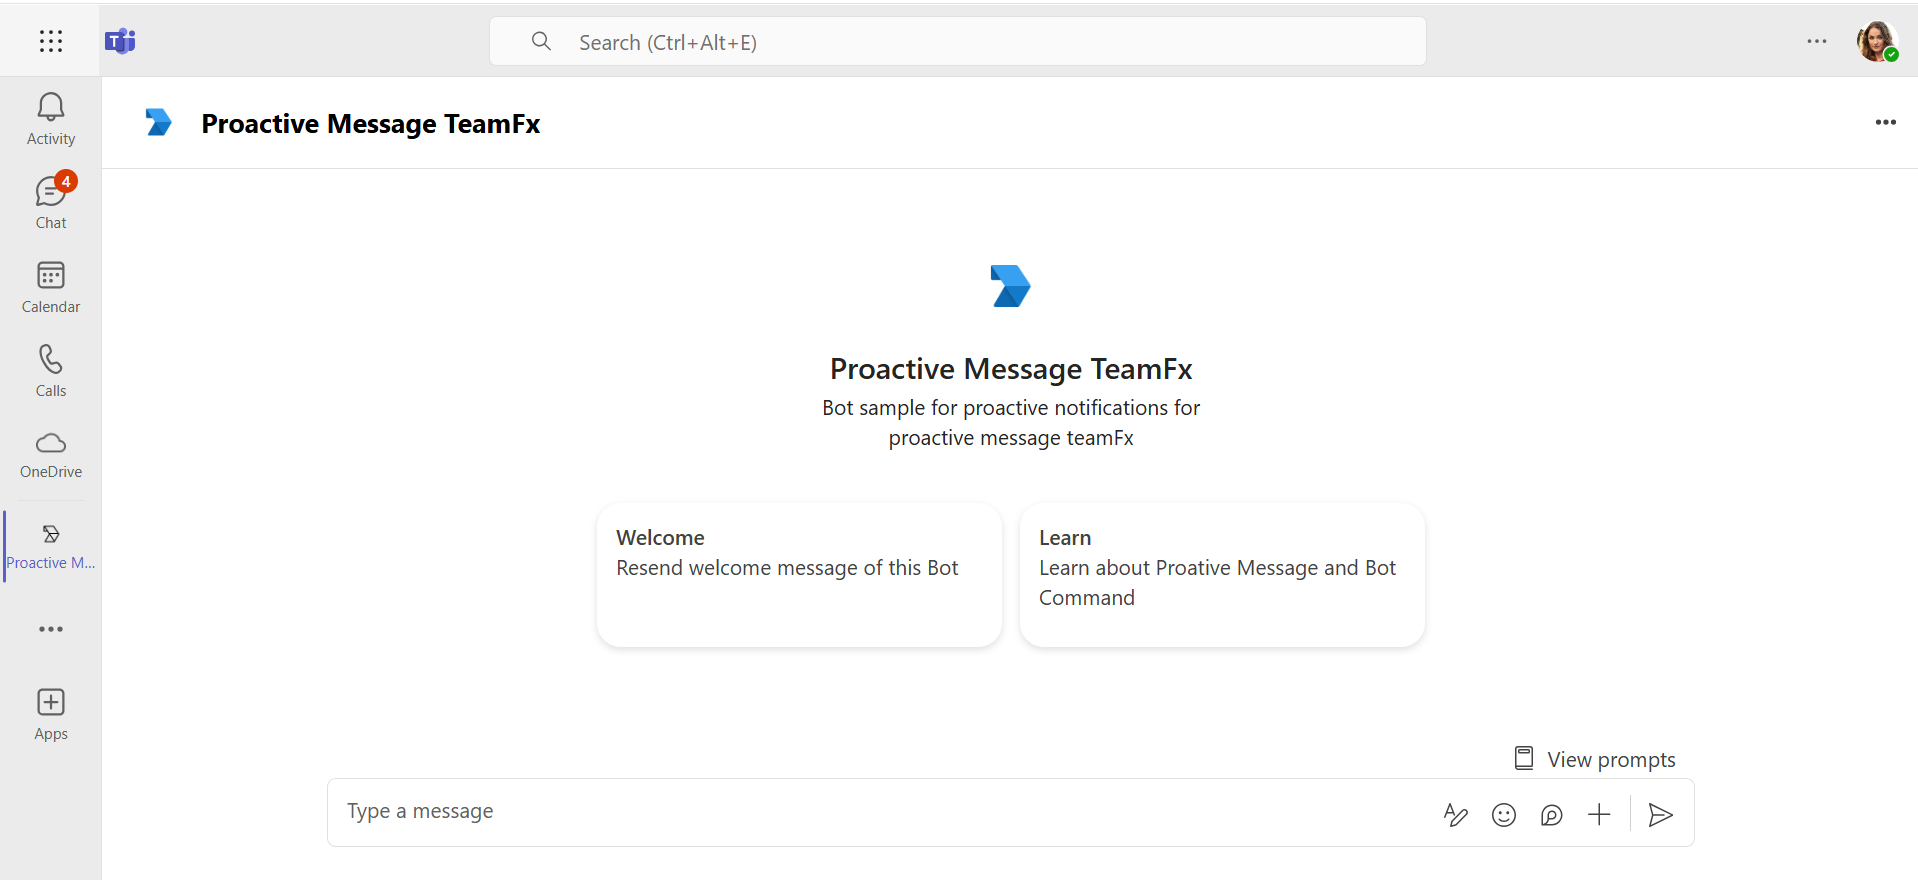 T
Search (Ctrl+Alt+E)
Activity
4
Chat
Calendar
Calls
OneDrive
Proactive M...
Apps
Proactive Message TeamFx
Proactive Message TeamFx
Bot sample for proactive notifications for
proactive message teamFx
Welcome
Resend welcome message of this Bot
Learn
Learn about Proative Message and Bot
Command
View prompts
Type a message